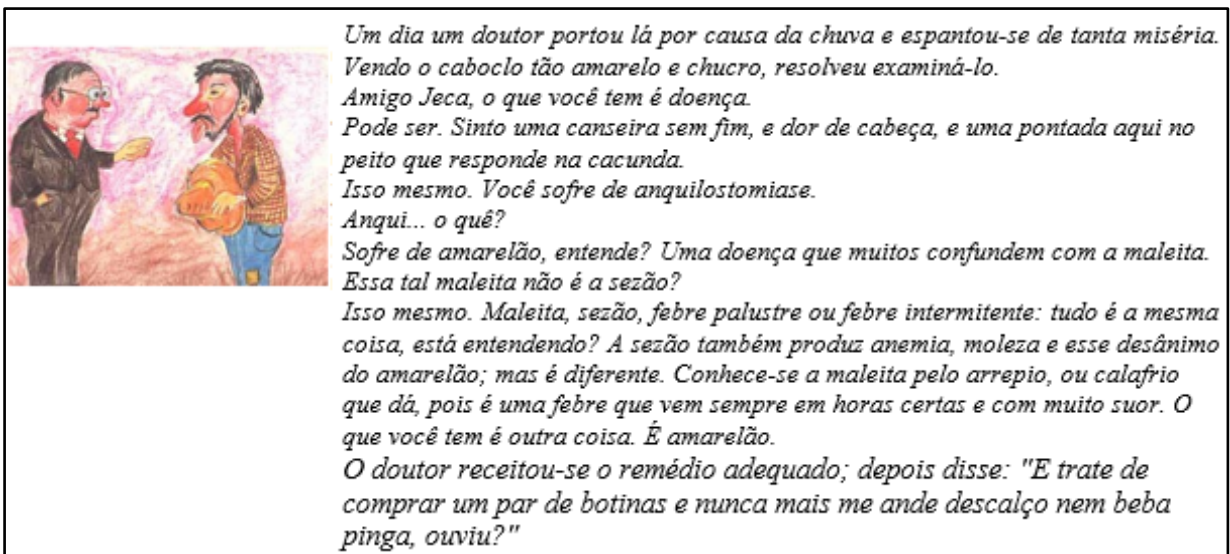 Um dia um doutor portou lá por causa da chuva e espantou-se de tanta miséria.
Vendo o caboclo tão amarelo e chucro, resolveu examiná-lo.
Amigo Jeca, o que você tem é doença.
Pode ser. Sinto uma canseira sem fim, e dor de cabeça, e uma pontada aqui no
peito que responde na cacunda.
Isso mesmo. Você sofre de anquilostomiase.
Anqui... o quê?
Sofre de amarelão, entende? Uma doença que muitos confundem com a maleita.
Essa tal maleita não é a sezão?
Isso mesmo. Maleita, sezão, febre palustre ou febre intermitente: tudo é a mesma
coisa, está entendendo? A sezão também produz anemia, moleza e esse desânimo
do amarelão; mas é diferente. Conhece-se a maleita pelo arrepio, ou calafrio
que dá, pois é uma febre que vem sempre em horas certas e com muito suor. O
que você tem é outra coisa. É amarelão.
O doutor receitou-se o remédio adequado; depois disse: "E trate de
comprar um par de botinas e nunca mais me ande descalço nem beba
pinga, ouviu?"